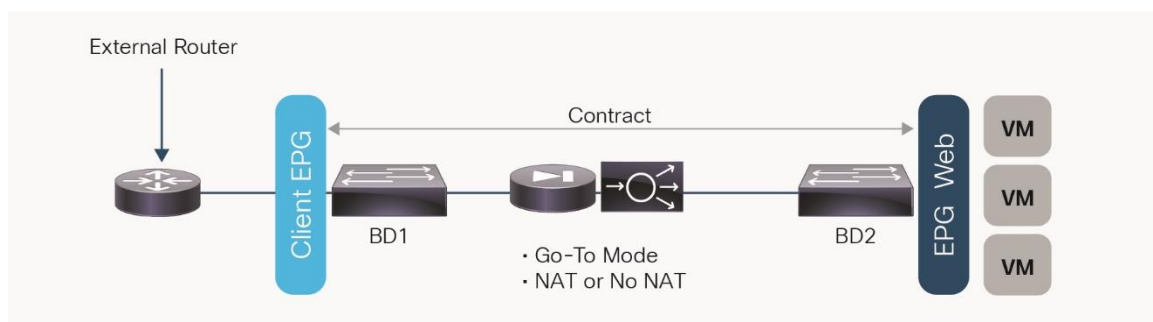 External Router
Contract
Client EPG
BD1
BD2
EPG Web
VM
VM
VM
· Go-To Mode
· NAT or No NAT